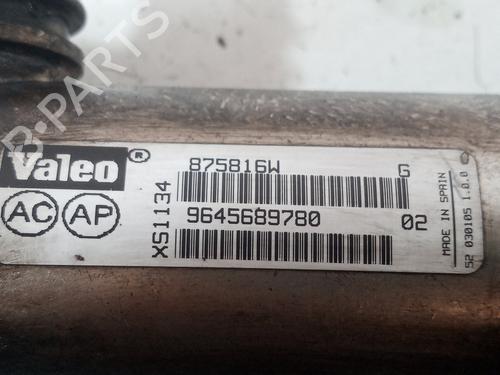 Valeo ®
AC AP
XS1134
875816W G
9645689780 02
MADE IN SPAIN
52 030105 1.0.0
B-PARTS